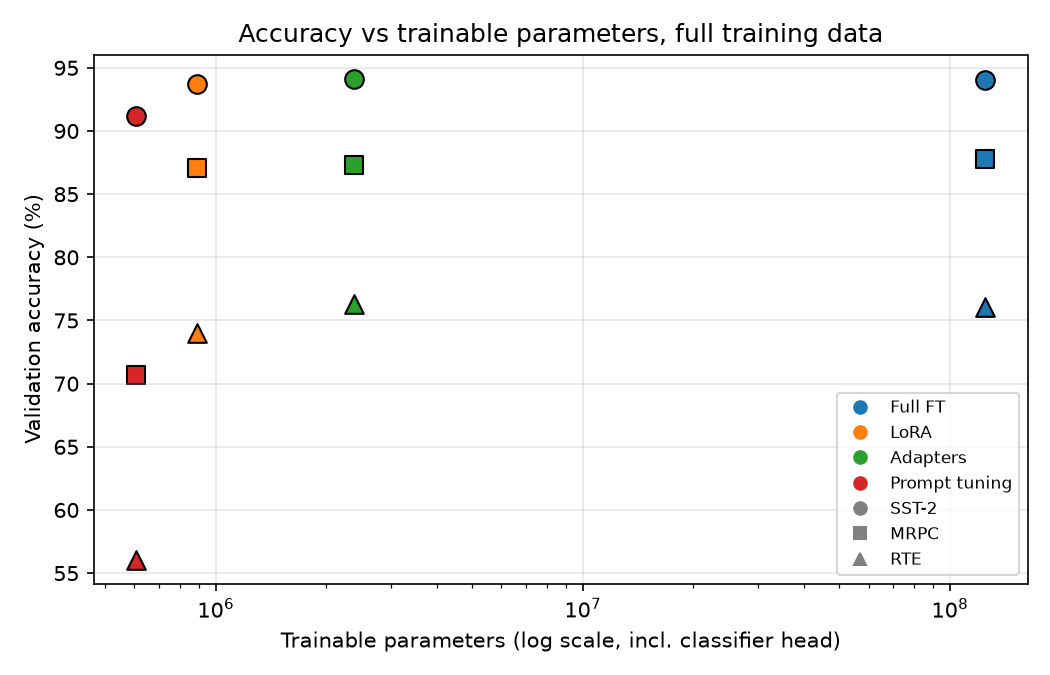 Accuracy vs trainable parameters, full training data
Validation accuracy (%)
95
90
85
80
75
70
65
60
55
Full FT
LoRA
Adapters
Prompt tuning
SST-2
MRPC
RTE
10⁶
10⁷
10⁸
Trainable parameters (log scale, incl. classifier head)